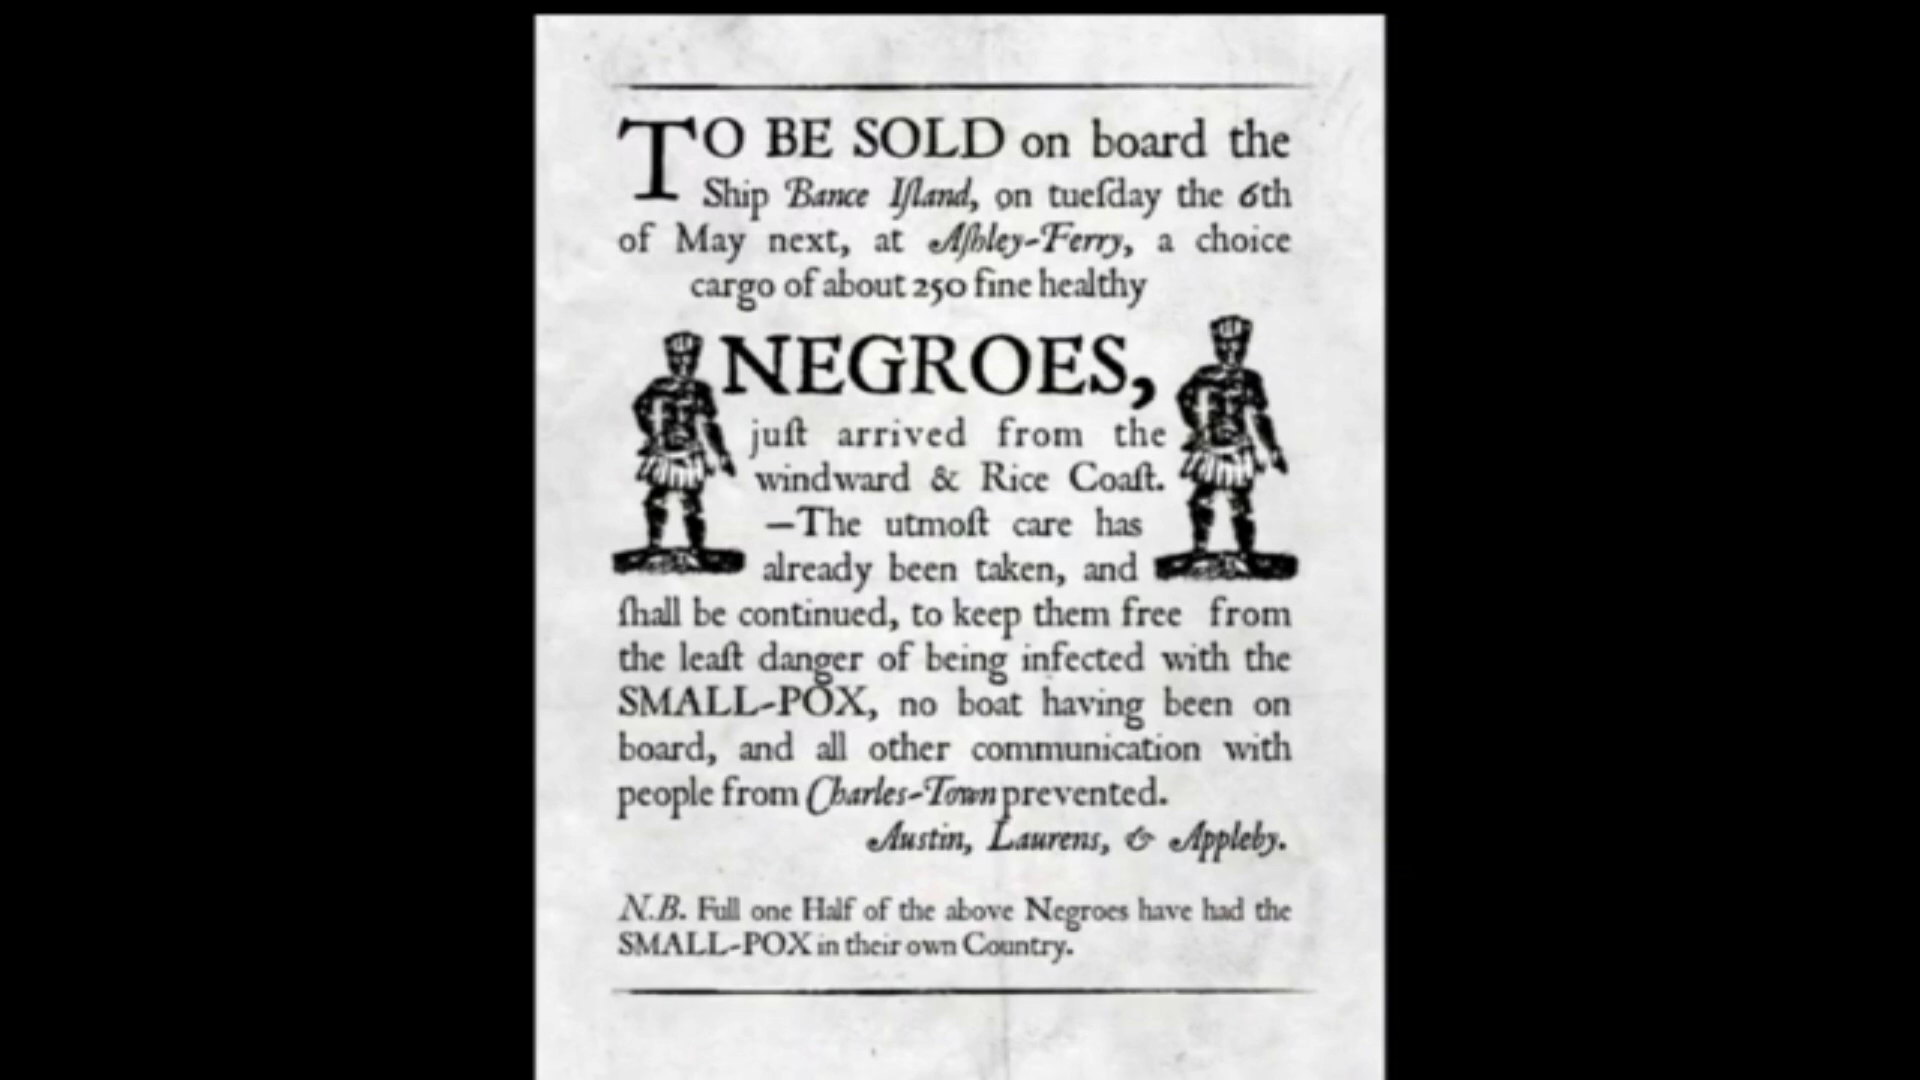 TO BE SOLD on board the
Ship Bance Iſland, on tueſday the 6th
of May next, at Aſhley-Ferry, a choice
cargo of about 250 fine healthy
NEGROES,
juſt arrived from the
windward & Rice Coaſt.
—The utmoſt care has
already been taken, and
ſhall be continued, to keep them free from
the leaſt danger of being infected with the
SMALL-POX, no boat having been on
board, and all other communication with
people from Charles-Town prevented.
Austin, Laurens, & Appleby.
N.B. Full one Half of the above Negroes have had the
SMALL-POX in their own Country.